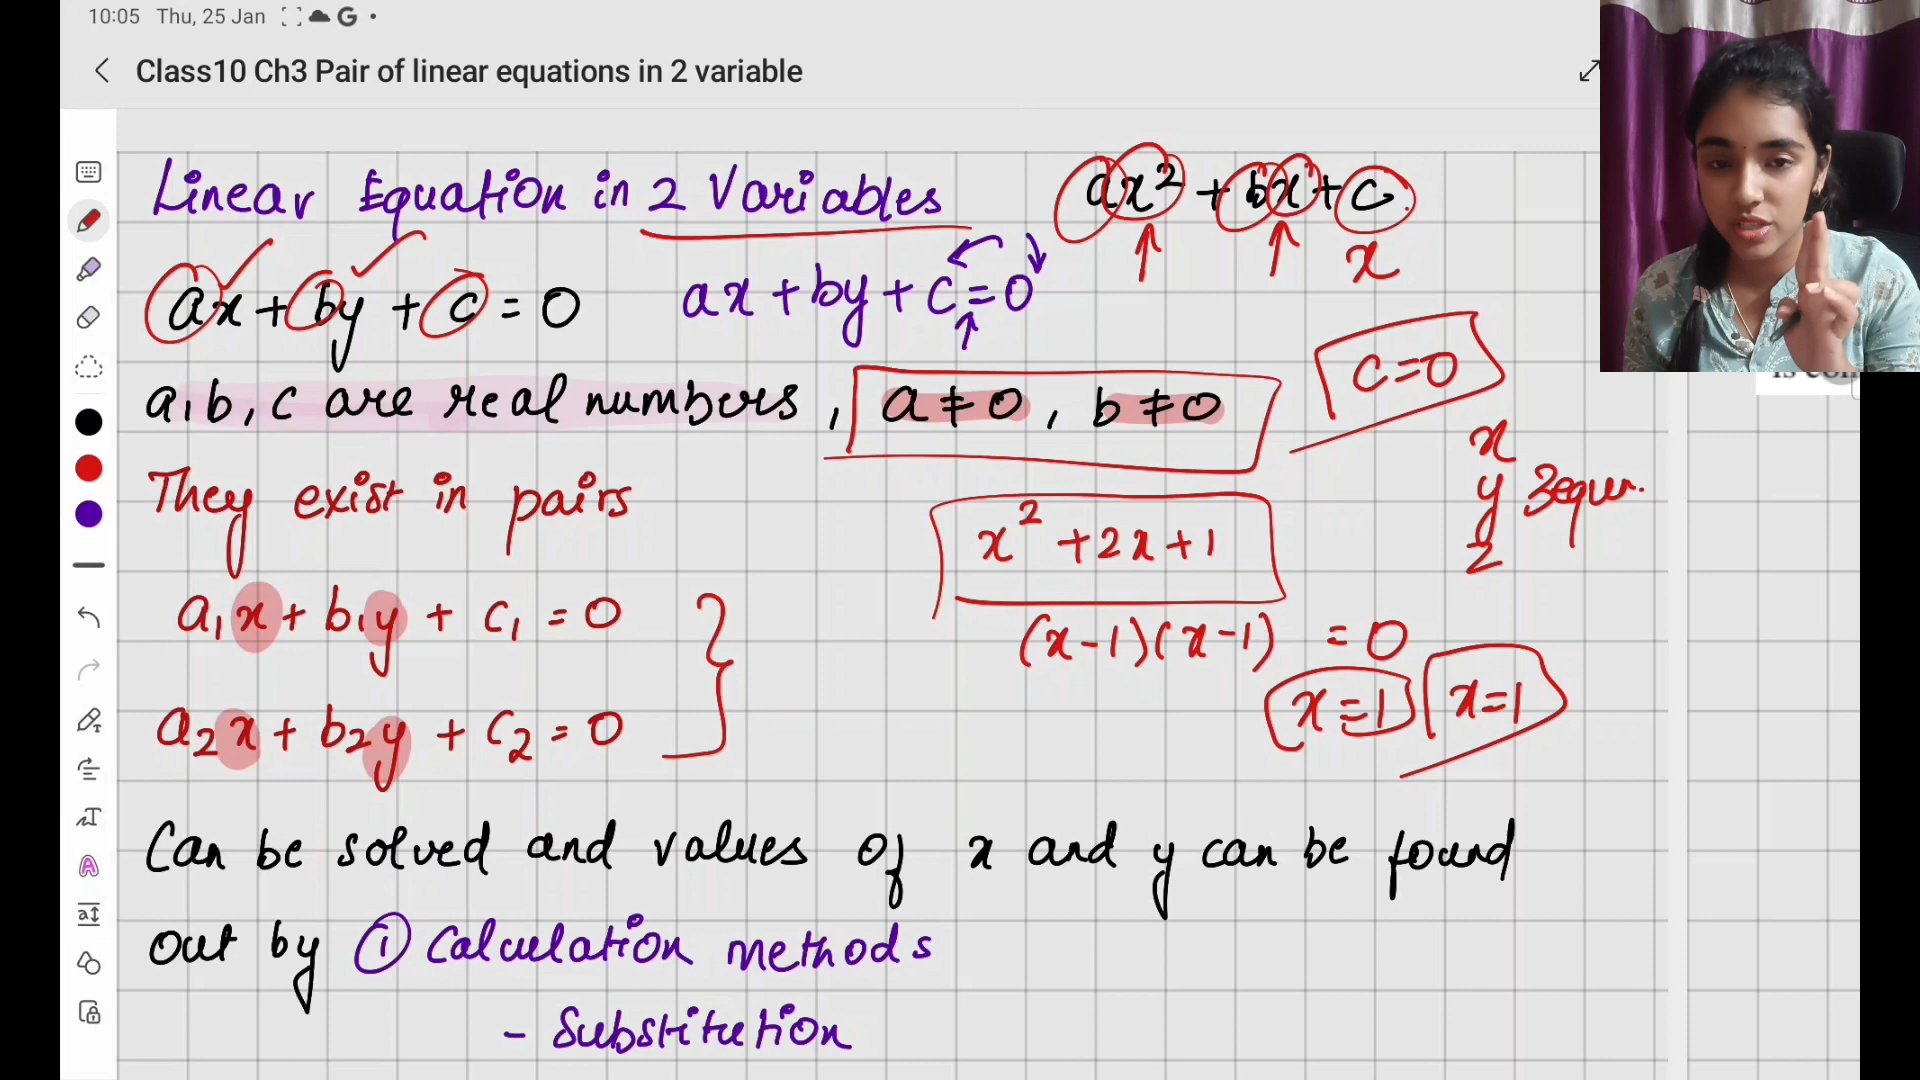 10:05 Thu, 25 Jan
Class10 Ch3 Pair of linear equations in 2 variable
Linear Equation in 2 Variables
ax² + bx + c
x
ax + by + c = 0
ax + by + c = 0
c=0
a, b, c are real numbers, a ≠ 0, b ≠ 0
x
y
z
They exist in pairs
x² + 2x + 1
a₁x + b₁y + c₁ = 0
(x-1)(x-1) = 0
x=1 x=1
a₂x + b₂y + c₂ = 0
Can be solved and values of x and y can be found
out by ① Calculation methods
- Substitution